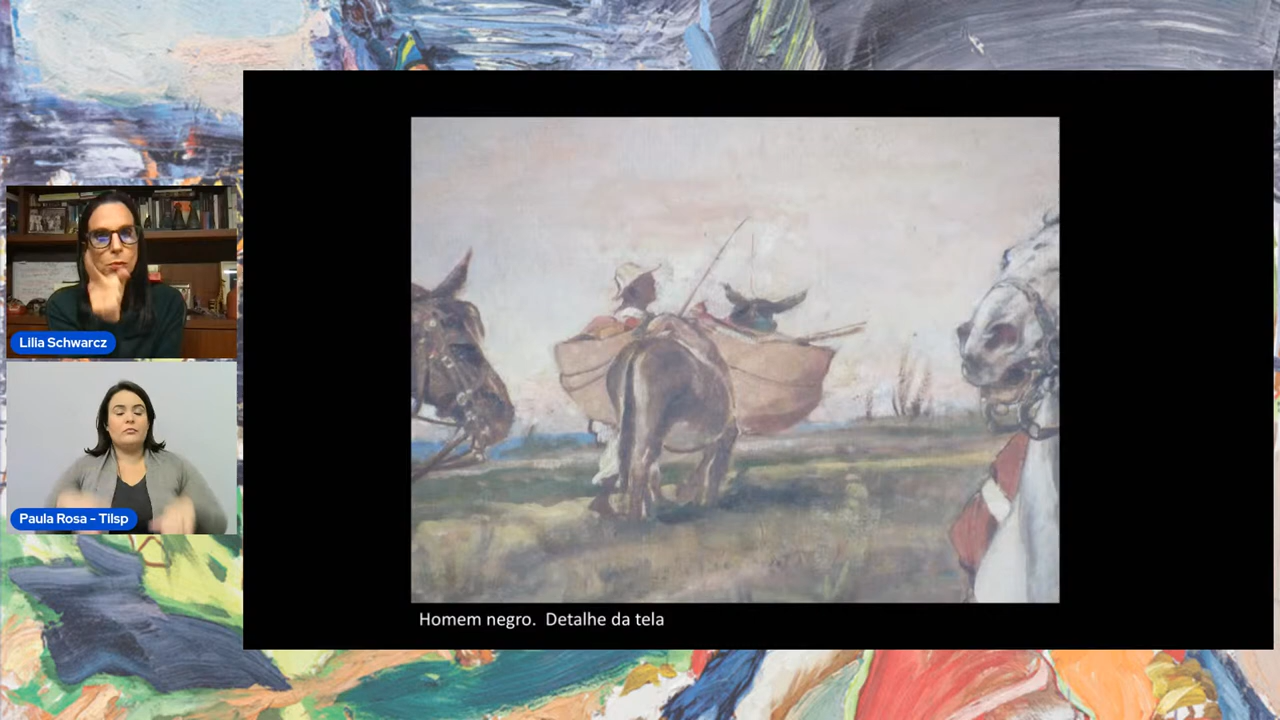 Lilia Schwarcz
Paula Rosa - Tilsp
Homem negro.  Detalhe da tela